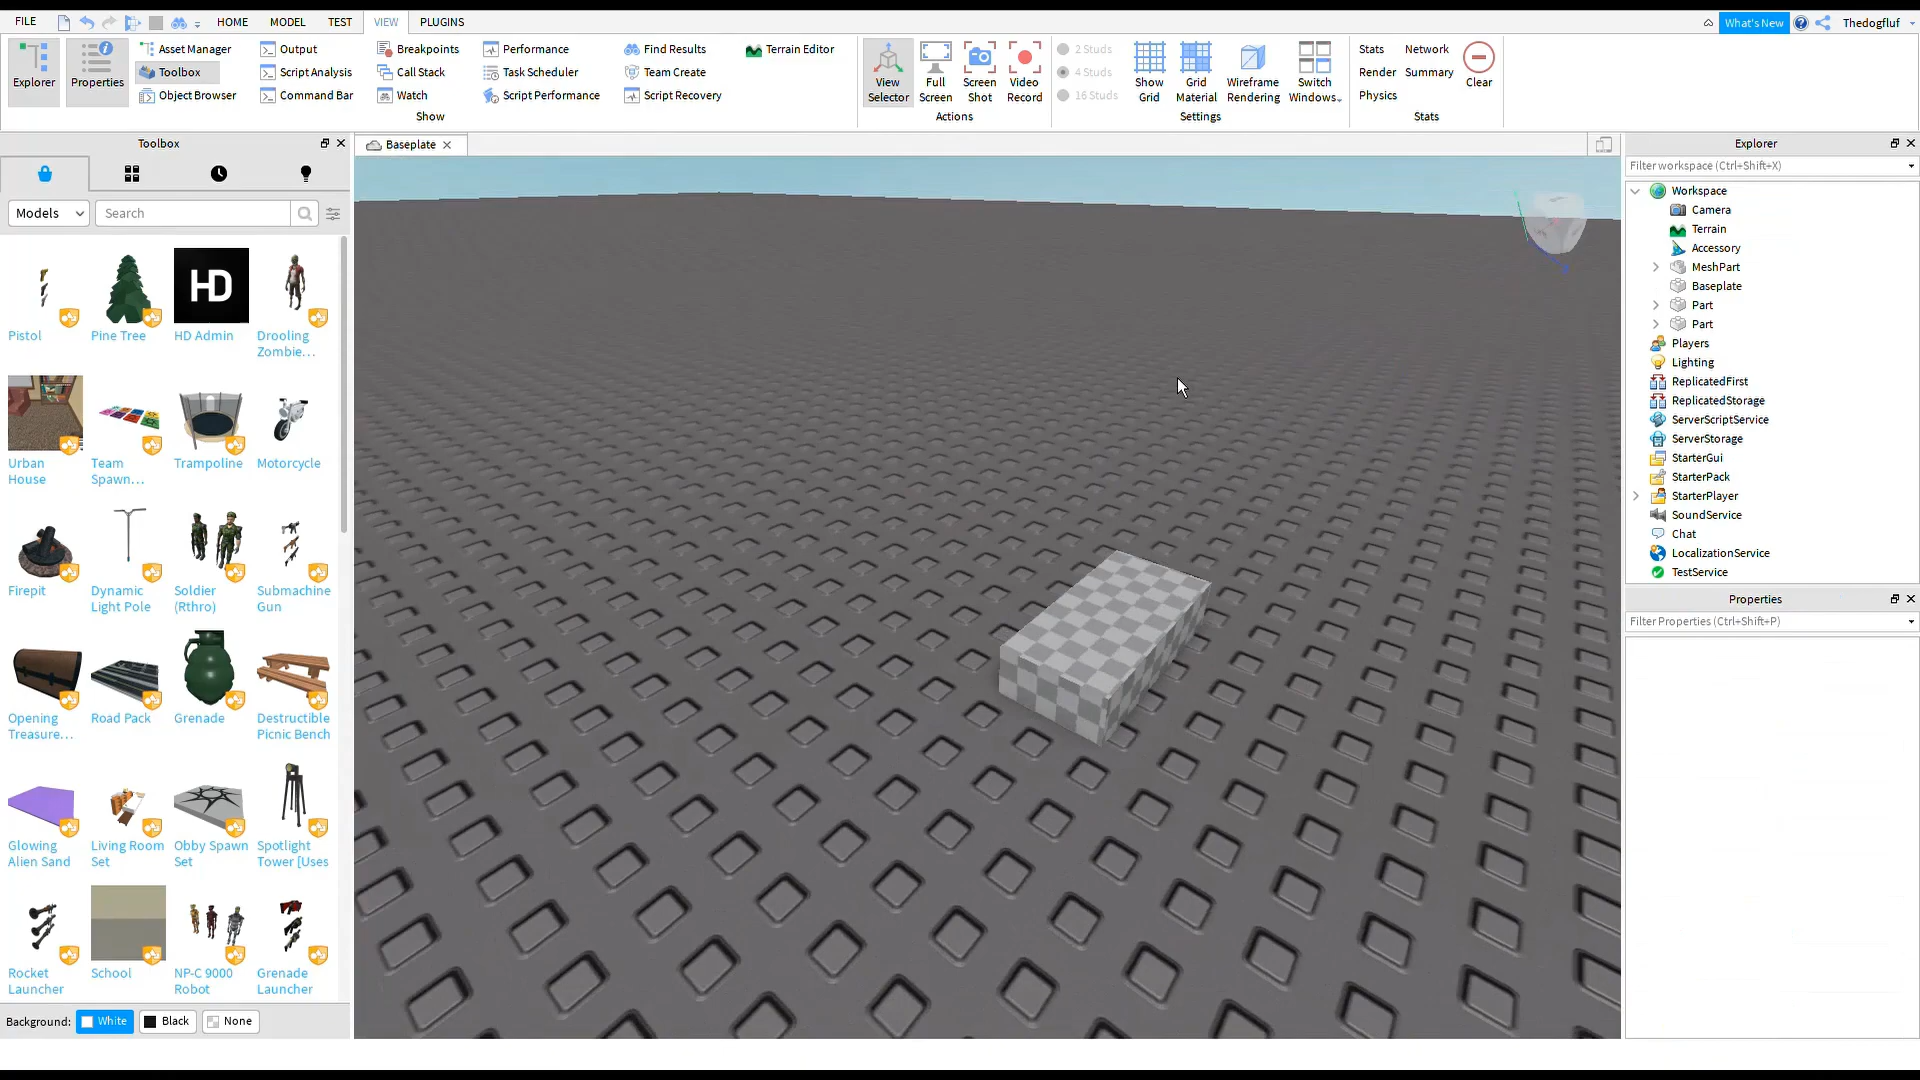 FILE HOME MODEL TEST VIEW PLUGINS What's New Thedogfluf
Explorer Properties Asset Manager Output Breakpoints Performance Find Results Terrain Editor View Selector Full Screen Screen Shot Video Record 2 Studs Show Grid Grid Material Wireframe Rendering Switch Windows... Stats Network Clear
Toolbox Script Analysis Call Stack Task Scheduler Team Create 4 Studs Render Summary
Object Browser Command Bar Watch Script Performance Script Recovery 16 Studs Physics
Show Actions Settings Stats
Toolbox
Baseplate
Models Search
Pistol Pine Tree HD HD Admin Drooling Zombie...
Urban House Team Spawn... Trampoline Motorcycle
Firepit Dynamic Light Pole Soldier (Rthro) Submachine Gun
Opening Treasure... Road Pack Grenade Destructible Picnic Bench
Glowing Alien Sand Living Room Set Obby Spawn Set Spotlight Tower [Uses
Rocket Launcher School NP-C 9000 Robot Grenade Launcher
Background: White Black None
Explorer
Filter workspace (Ctrl+Shift+X)
Workspace
Camera
Terrain
Accessory
MeshPart
Baseplate
Part
Part
Players
Lighting
ReplicatedFirst
ReplicatedStorage
ServerScriptService
ServerStorage
StarterGui
StarterPack
StarterPlayer
SoundService
Chat
LocalizationService
TestService
Properties
Filter Properties (Ctrl+Shift+P)